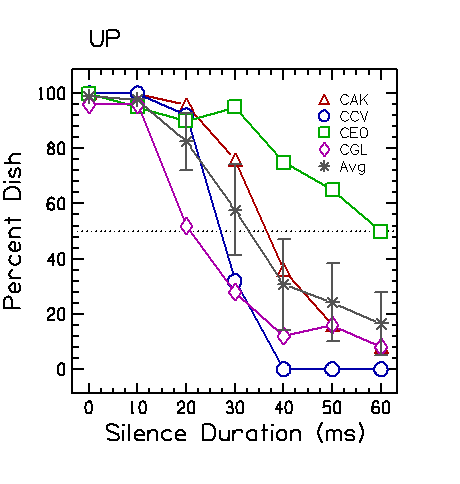 UP
100
80
60
40
20
0
Percent Dish
CAK
CCV
CEO
CGL
Avg
0 10 20 30 40 50 60
Silence Duration (ms)